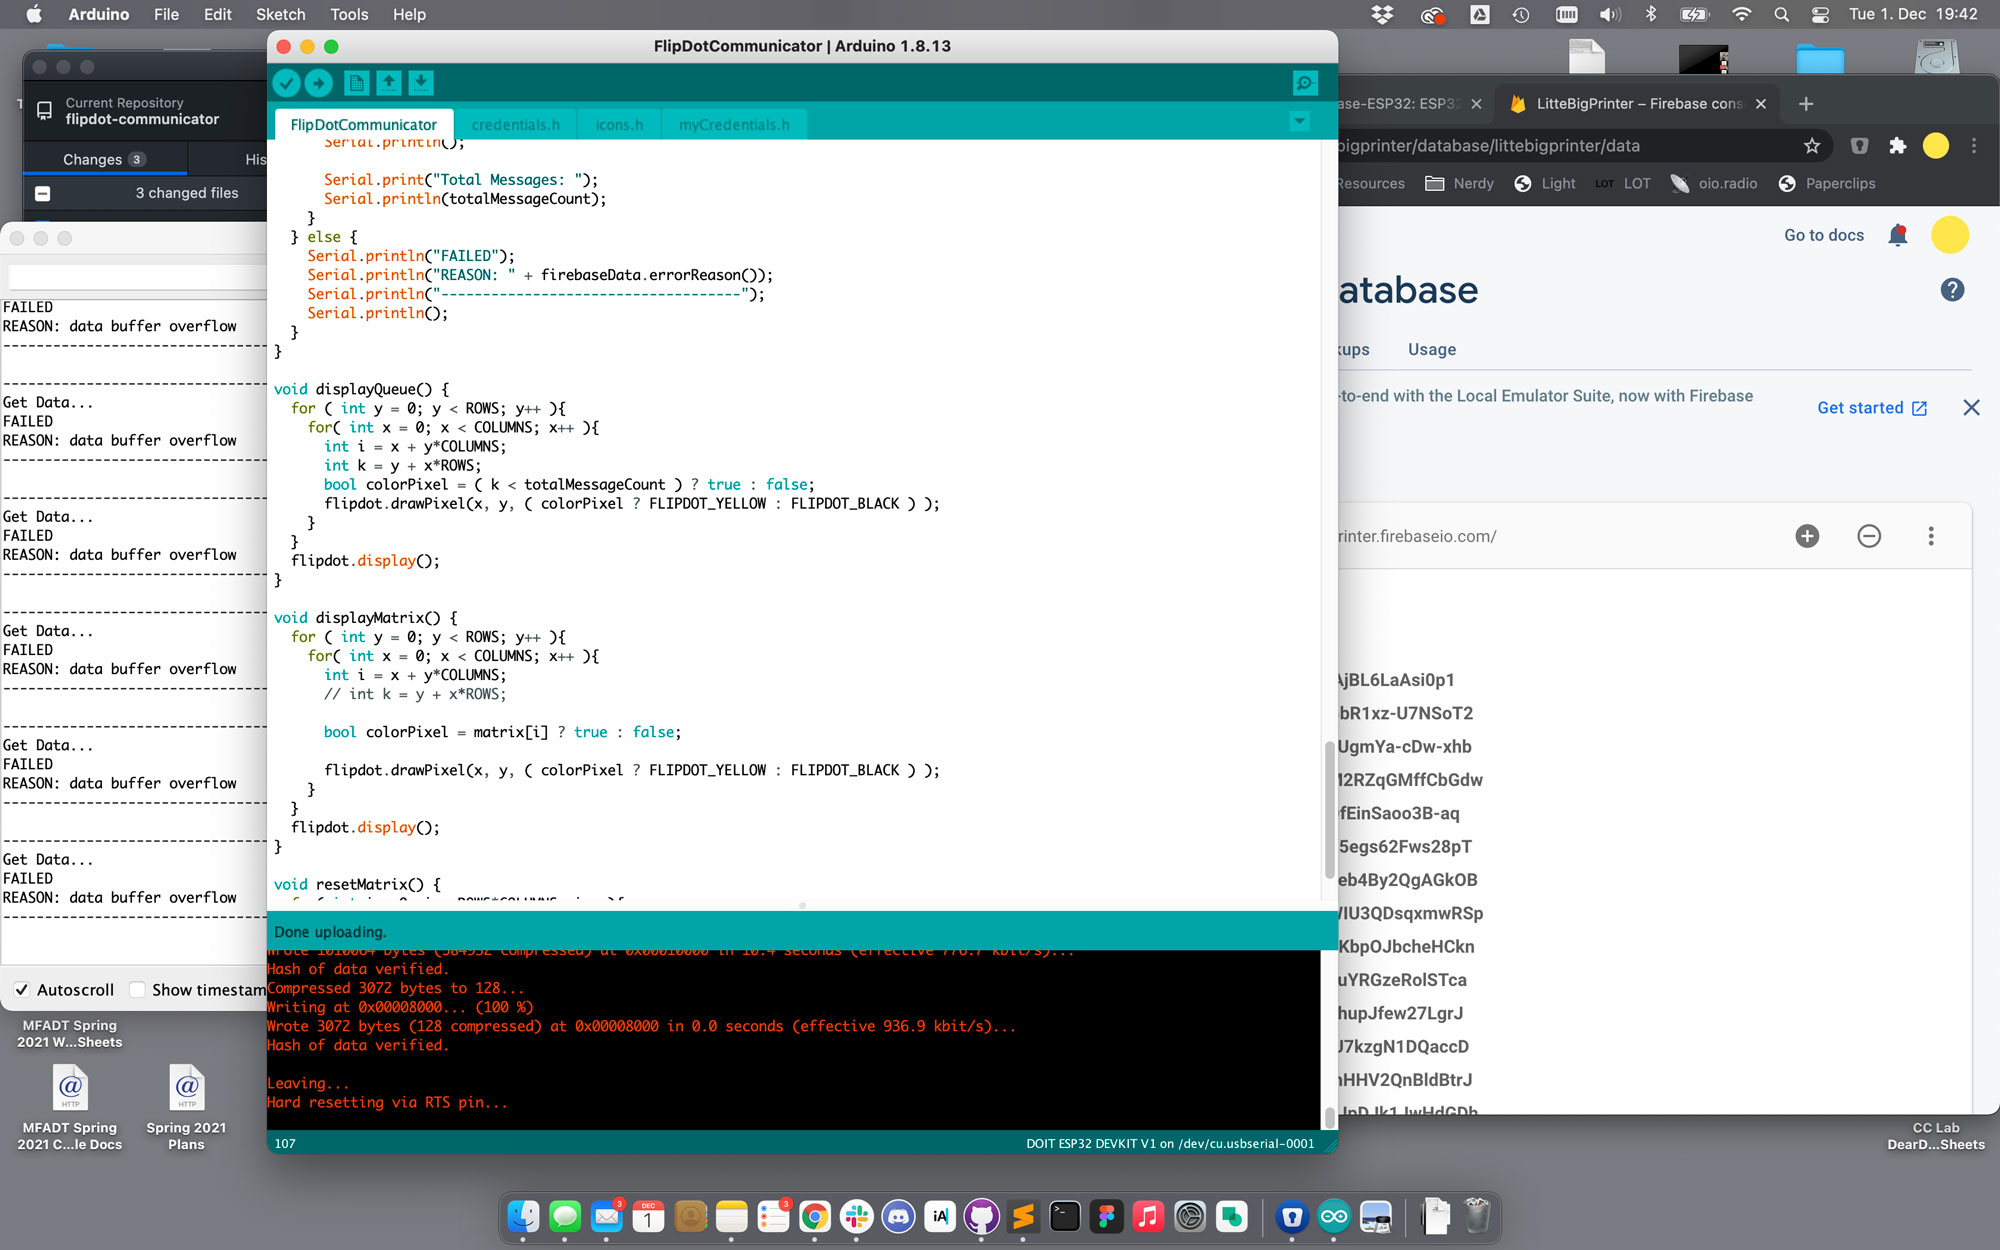 Arduino File Edit Sketch Tools Help
Tue 1. Dec 19:42
Current Repository
flipdot-communicator
Changes 3
His
3 changed files
FAILED
REASON: data buffer overflow
------------------------------------
------------------------------------
Get Data...
FAILED
REASON: data buffer overflow
------------------------------------
------------------------------------
Get Data...
FAILED
REASON: data buffer overflow
------------------------------------
------------------------------------
Get Data...
FAILED
REASON: data buffer overflow
------------------------------------
------------------------------------
Get Data...
FAILED
REASON: data buffer overflow
------------------------------------
------------------------------------
Get Data...
FAILED
REASON: data buffer overflow
------------------------------------
Autoscroll Show timestam
FlipDotCommunicator | Arduino 1.8.13
FlipDotCommunicator credentials.h icons.h myCredentials.h
Serial.println();
Serial.print("Total Messages: ");
Serial.println(totalMessageCount);
}
} else {
Serial.println("FAILED");
Serial.println("REASON: " + firebaseData.errorReason());
Serial.println("------------------------------------");
Serial.println();
}
}
void displayQueue() {
for ( int y = 0; y < ROWS; y++ ){
for( int x = 0; x < COLUMNS; x++ ){
int i = x + y*COLUMNS;
int k = y + x*ROWS;
bool colorPixel = ( k < totalMessageCount ) ? true : false;
flipdot.drawPixel(x, y, ( colorPixel ? FLIPDOT_YELLOW : FLIPDOT_BLACK ) );
}
}
flipdot.display();
}
void displayMatrix() {
for ( int y = 0; y < ROWS; y++ ){
for( int x = 0; x < COLUMNS; x++ ){
int i = x + y*COLUMNS;
// int k = y + x*ROWS;
bool colorPixel = matrix[i] ? true : false;
flipdot.drawPixel(x, y, ( colorPixel ? FLIPDOT_YELLOW : FLIPDOT_BLACK ) );
}
}
flipdot.display();
}
void resetMatrix() {
Done uploading.
Hash of data verified.
Compressed 3072 bytes to 128...
Writing at 0x00008000... (100 %)
Wrote 3072 bytes (128 compressed) at 0x00008000 in 0.0 seconds (effective 936.9 kbit/s)...
Hash of data verified.
Leaving...
Hard resetting via RTS pin...
107
DOIT ESP32 DEVKIT V1 on /dev/cu.usbserial-0001
ase-ESP32: ESP32
LitteBigPrinter – Firebase cons
bigprinter/database/littebigprinter/data
Resources Nerdy Light LOT LOT oio.radio Paperclips
Go to docs
atabase
kups Usage
-to-end with the Local Emulator Suite, now with Firebase
Get started
rinter.firebaseio.com/
AjBL6LaAsi0p1
bR1xz-U7NSoT2
UgmYa-cDw-xhb
2RZqGMffCbGdw
fEinSaoo3B-aq
5egs62Fws28pT
eb4By2QgAGkOB
IU3QDsqxmwRSp
KbpOJbcheHCkn
uYRGzeRolSTca
hupJfew27LgrJ
J7kzgN1DQaccD
HHV2QnBldBtrJ
MFADT Spring
2021 W...Sheets
MFADT Spring
2021 C...le Docs
Spring 2021
Plans
HTTP
HTTP
CC Lab
DearD...Sheets
3
DEC
1
3
iA